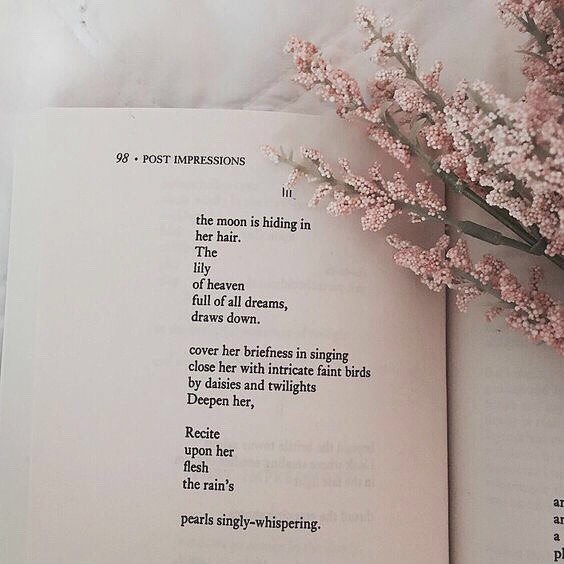 98 • POST IMPRESSIONS
III
the moon is hiding in
her hair.
The
lily
of heaven
full of all dreams,
draws down.
cover her briefness in singing
close her with intricate faint birds
by daisies and twilights
Deepen her,
Recite
upon her
flesh
the rain's
pearls singly-whispering.
a